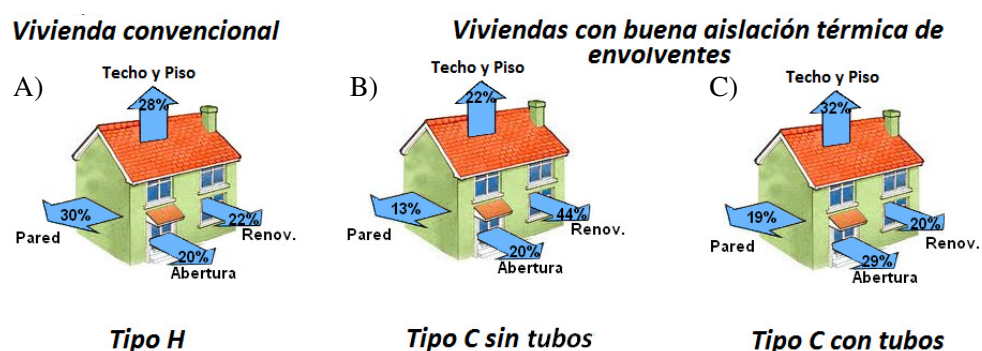 Vivienda convencional
Viviendas con buena aislación térmica de
envolventes
A)
Techo y Piso
28%
30%
Pared
22%
Renov.
20%
Abertura
Tipo H
B)
Techo y Piso
22%
13%
Pared
44%
Renov.
20%
Abertura
Tipo C sin tubos
C)
Techo y Piso
32%
19%
Pared
20%
Renov.
29%
Abertura
Tipo C con tubos